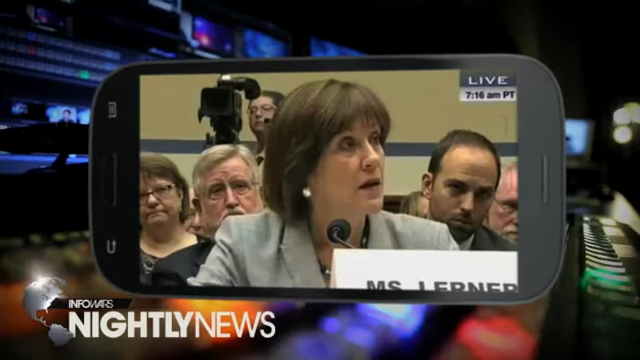 LIVE
7:16 am PT
MS. LERNER
INFOWARS
NIGHTLYNEWS